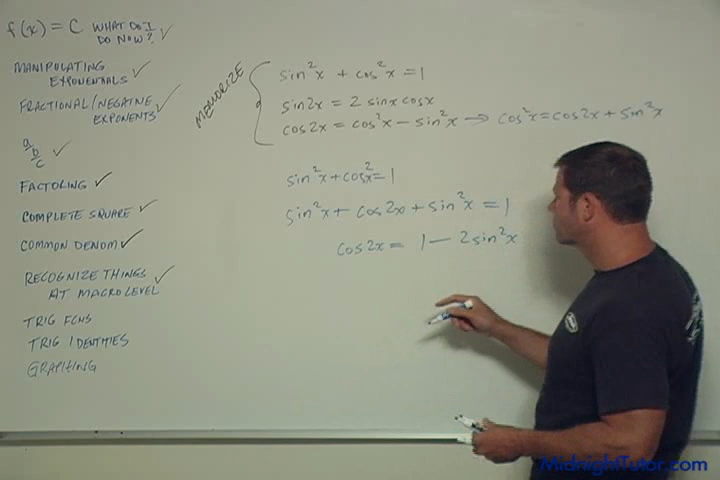 f(x) = C WHAT DO I
DO NOW? ✓
MANIPULATING
EXPONENTIALS ✓
FRACTIONAL/NEGATIVE
EXPONENTS ✓
a/b/c ✓
FACTORING ✓
COMPLETE SQUARE ✓
COMMON DENOM ✓
RECOGNIZE THINGS
AT MACRO LEVEL ✓
TRIG FCNS
TRIG IDENTITIES
GRAPHING
MEMORIZE
sin²x + cos²x = 1
sin2x = 2 sinx cosx
cos2x = cos²x − sin²x → cos²x = cos2x + sin²x
sin²x + cos²x = 1
sin²x + cos2x + sin²x = 1
cos2x = 1 − 2sin²x
MidnightTutor.com